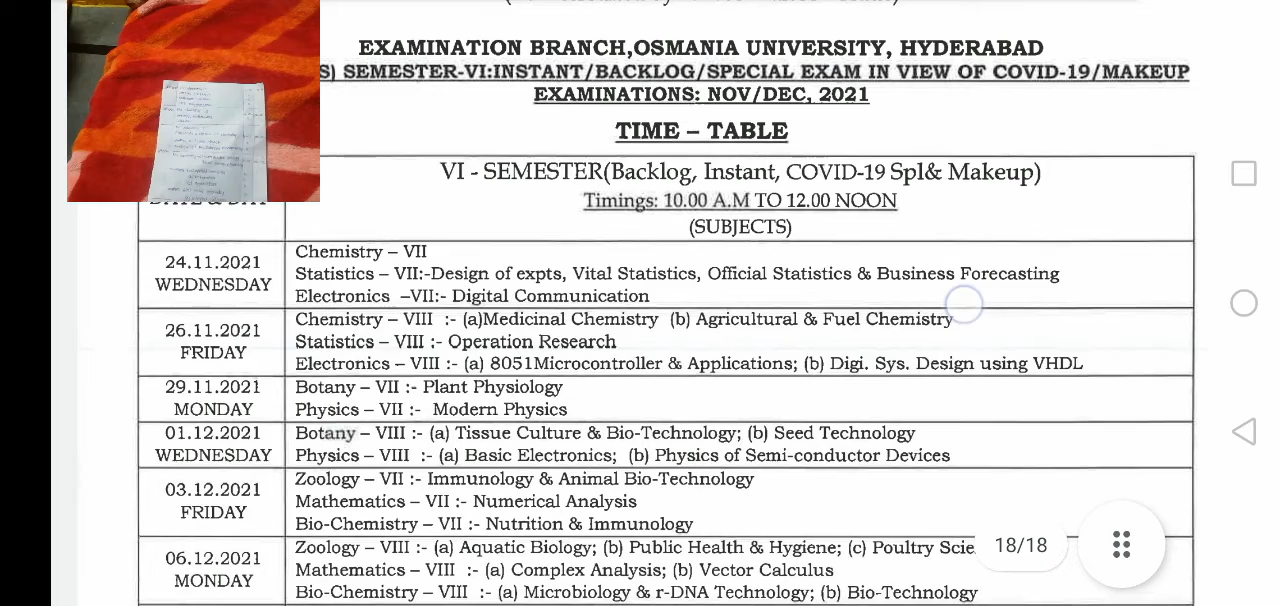 EXAMINATION BRANCH,OSMANIA UNIVERSITY, HYDERABAD
S) SEMESTER-VI:INSTANT/BACKLOG/SPECIAL EXAM IN VIEW OF COVID-19/MAKEUP
EXAMINATIONS: NOV/DEC, 2021
TIME – TABLE
VI - SEMESTER(Backlog, Instant, COVID-19 Spl& Makeup)
Timings: 10.00 A.M TO 12.00 NOON
(SUBJECTS)
24.11.2021
WEDNESDAY
Chemistry – VII
Statistics – VII:-Design of expts, Vital Statistics, Official Statistics & Business Forecasting
Electronics –VII:- Digital Communication
26.11.2021
FRIDAY
Chemistry – VIII :- (a)Medicinal Chemistry (b) Agricultural & Fuel Chemistry
Statistics – VIII :- Operation Research
Electronics – VIII :- (a) 8051Microcontroller & Applications; (b) Digi. Sys. Design using VHDL
29.11.2021
MONDAY
Botany – VII :- Plant Physiology
Physics – VII :- Modern Physics
01.12.2021
WEDNESDAY
Botany – VIII :- (a) Tissue Culture & Bio-Technology; (b) Seed Technology
Physics – VIII :- (a) Basic Electronics; (b) Physics of Semi-conductor Devices
03.12.2021
FRIDAY
Zoology – VII :- Immunology & Animal Bio-Technology
Mathematics – VII :- Numerical Analysis
Bio-Chemistry – VII :- Nutrition & Immunology
06.12.2021
MONDAY
Zoology – VIII :- (a) Aquatic Biology; (b) Public Health & Hygiene; (c) Poultry Scie
Mathematics – VIII :- (a) Complex Analysis; (b) Vector Calculus
Bio-Chemistry – VIII :- (a) Microbiology & r-DNA Technology; (b) Bio-Technology
18/18